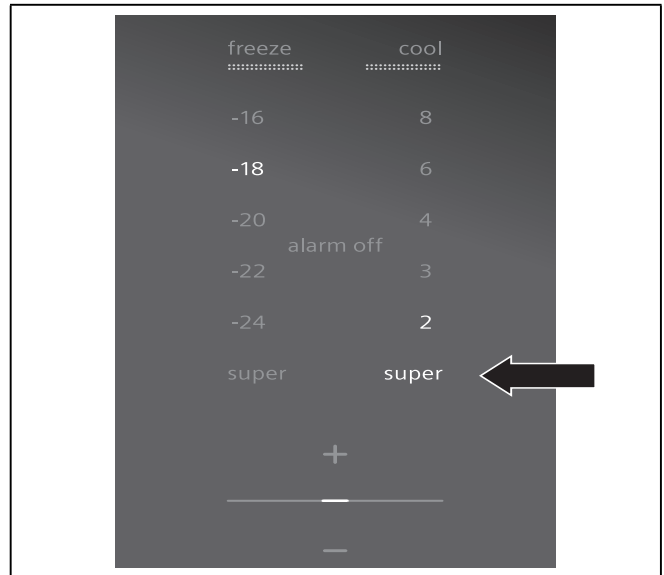 freeze cool
-16 8
-18 6
-20 4
alarm off
-22 3
-24 2
super super
+
—